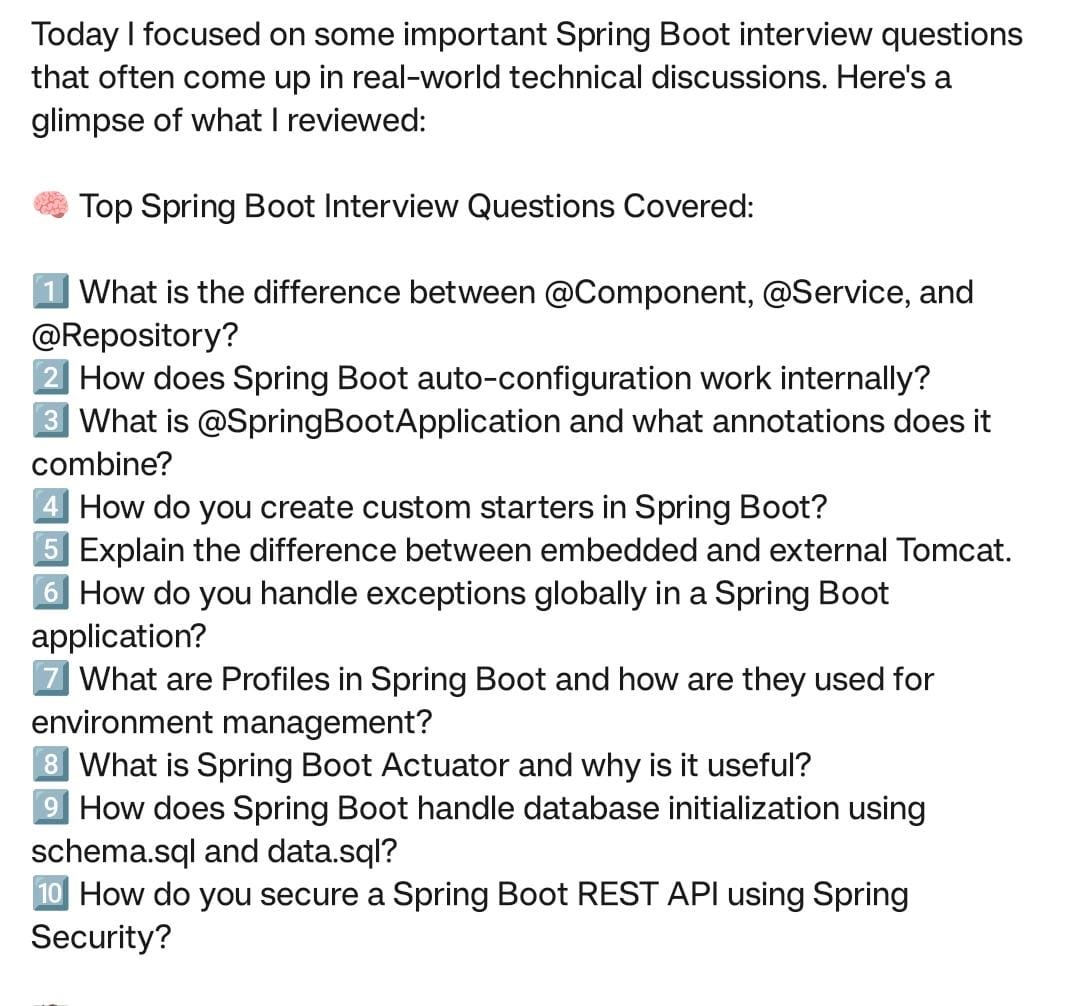 Today I focused on some important Spring Boot interview questions
that often come up in real-world technical discussions. Here's a
glimpse of what I reviewed:
🧠 Top Spring Boot Interview Questions Covered:
1️⃣ What is the difference between @Component, @Service, and
@Repository?
2️⃣ How does Spring Boot auto-configuration work internally?
3️⃣ What is @SpringBootApplication and what annotations does it
combine?
4️⃣ How do you create custom starters in Spring Boot?
5️⃣ Explain the difference between embedded and external Tomcat.
6️⃣ How do you handle exceptions globally in a Spring Boot
application?
7️⃣ What are Profiles in Spring Boot and how are they used for
environment management?
8️⃣ What is Spring Boot Actuator and why is it useful?
9️⃣ How does Spring Boot handle database initialization using
schema.sql and data.sql?
🔟 How do you secure a Spring Boot REST API using Spring
Security?